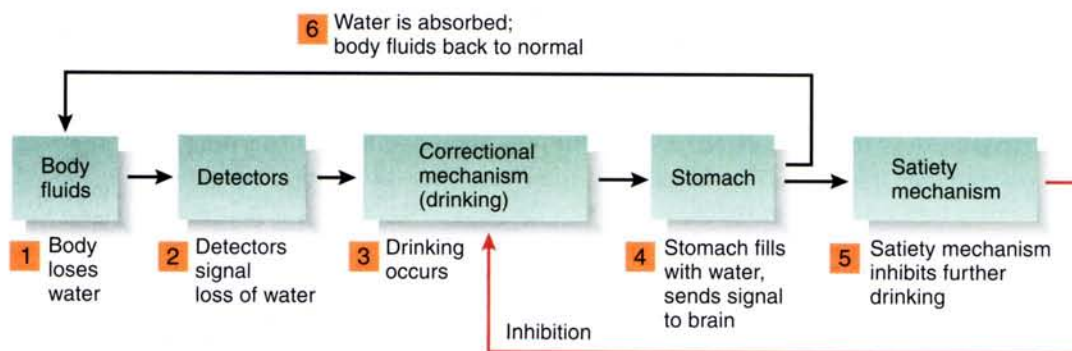 6 Water is absorbed;
body fluids back to normal
Body
fluids
Detectors
Correctional
mechanism
(drinking)
Stomach
Satiety
mechanism
1 Body
loses
water
2 Detectors
signal
loss of water
3 Drinking
occurs
4 Stomach fills
with water,
sends signal
to brain
5 Satiety mechanism
inhibits further
drinking
Inhibition